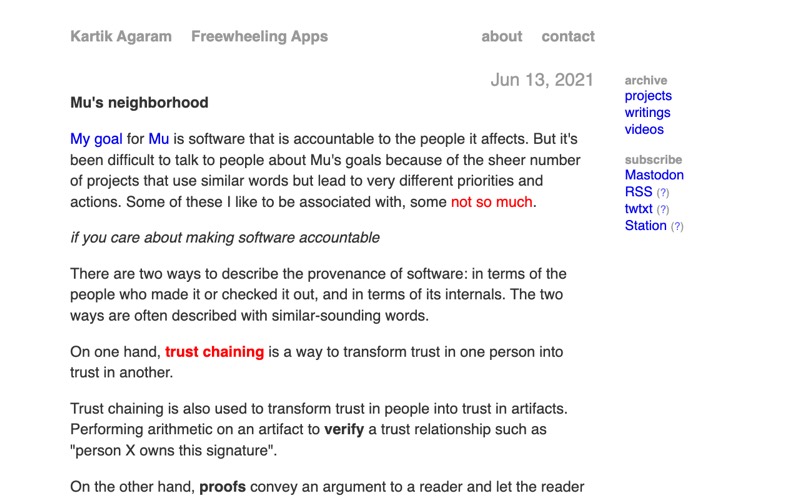 Kartik Agaram Freewheeling Apps about contact
Jun 13, 2021
Mu's neighborhood
My goal for Mu is software that is accountable to the people it affects. But it's
been difficult to talk to people about Mu's goals because of the sheer number
of projects that use similar words but lead to very different priorities and
actions. Some of these I like to be associated with, some not so much.
if you care about making software accountable
There are two ways to describe the provenance of software: in terms of the
people who made it or checked it out, and in terms of its internals. The two
ways are often described with similar-sounding words.
On one hand, trust chaining is a way to transform trust in one person into
trust in another.
Trust chaining is also used to transform trust in people into trust in artifacts.
Performing arithmetic on an artifact to verify a trust relationship such as
"person X owns this signature".
On the other hand, proofs convey an argument to a reader and let the reader
archive
projects
writings
videos
subscribe
Mastodon
RSS (?)
twtxt (?)
Station (?)